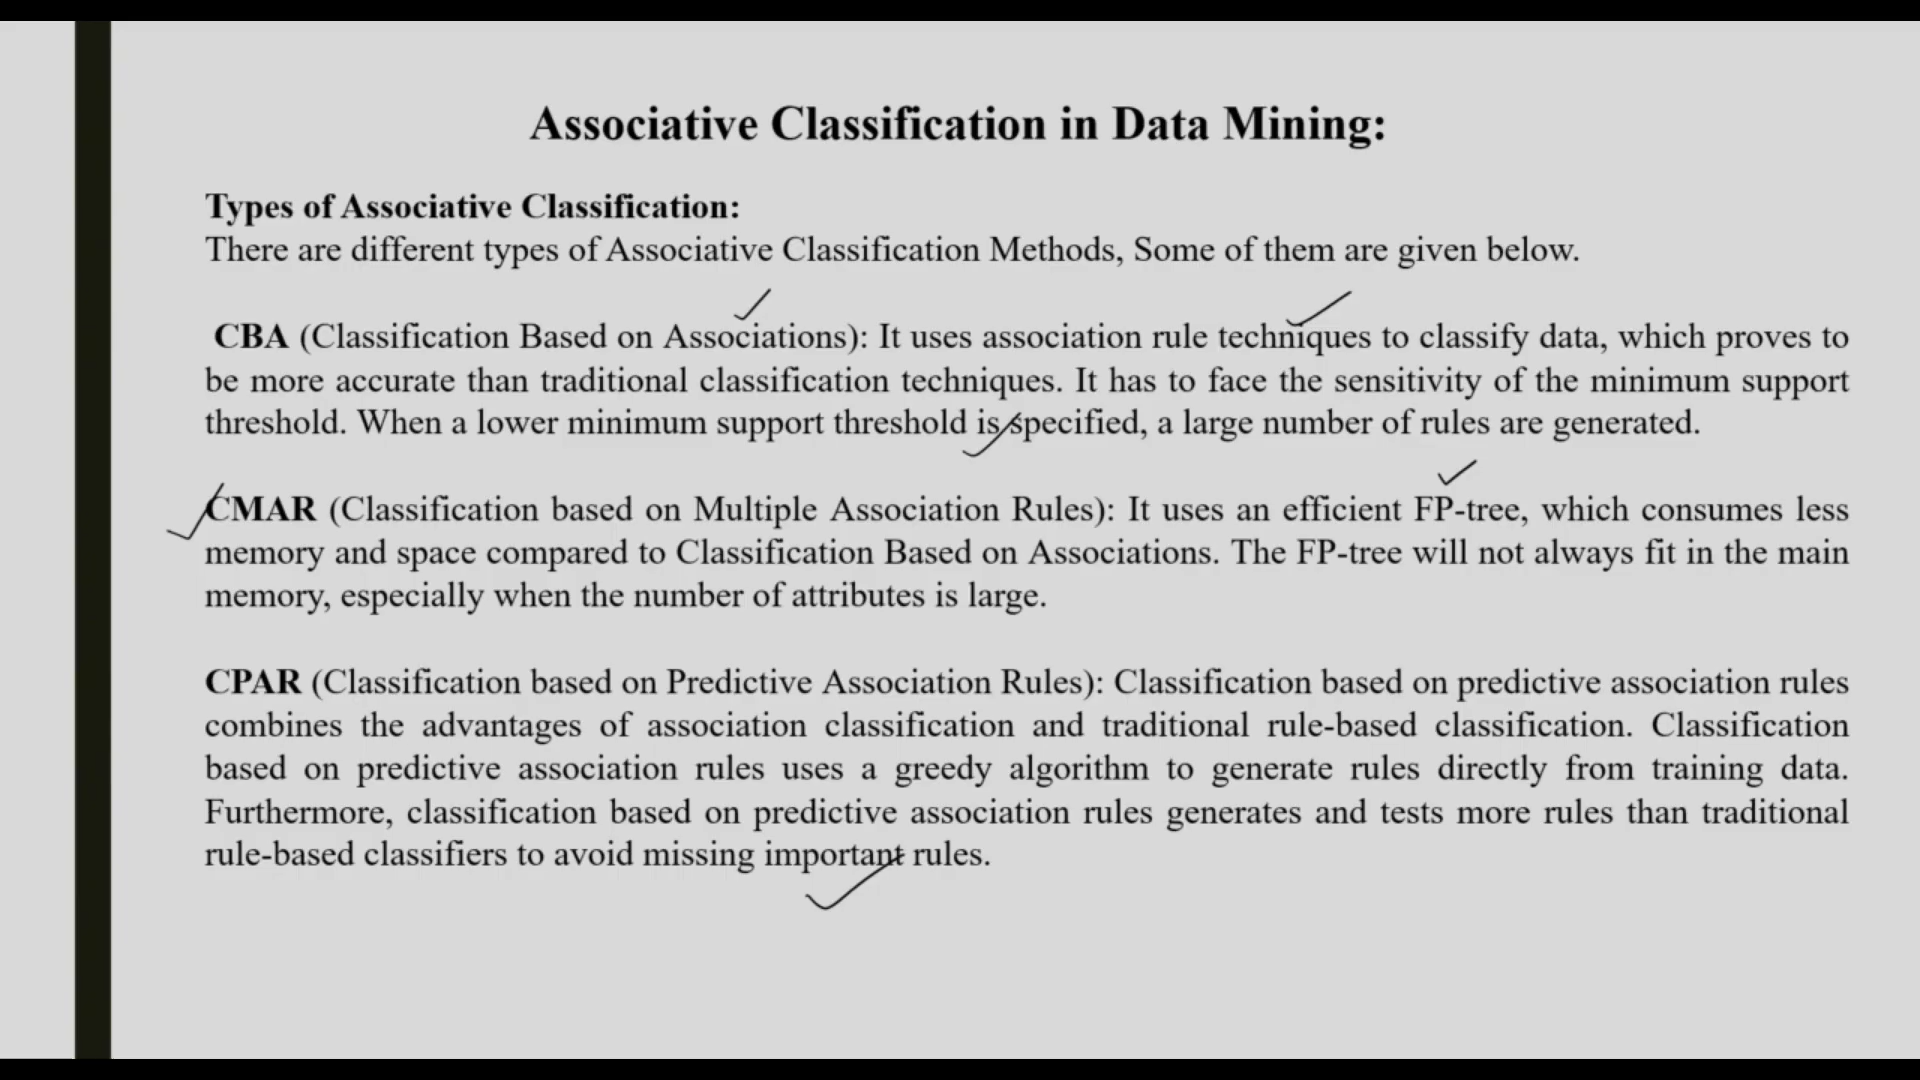 Associative Classification in Data Mining:
Types of Associative Classification:
There are different types of Associative Classification Methods, Some of them are given below.
CBA (Classification Based on Associations): It uses association rule techniques to classify data, which proves to
be more accurate than traditional classification techniques. It has to face the sensitivity of the minimum support
threshold. When a lower minimum support threshold is specified, a large number of rules are generated.
CMAR (Classification based on Multiple Association Rules): It uses an efficient FP-tree, which consumes less
memory and space compared to Classification Based on Associations. The FP-tree will not always fit in the main
memory, especially when the number of attributes is large.
CPAR (Classification based on Predictive Association Rules): Classification based on predictive association rules
combines the advantages of association classification and traditional rule-based classification. Classification
based on predictive association rules uses a greedy algorithm to generate rules directly from training data.
Furthermore, classification based on predictive association rules generates and tests more rules than traditional
rule-based classifiers to avoid missing important rules.